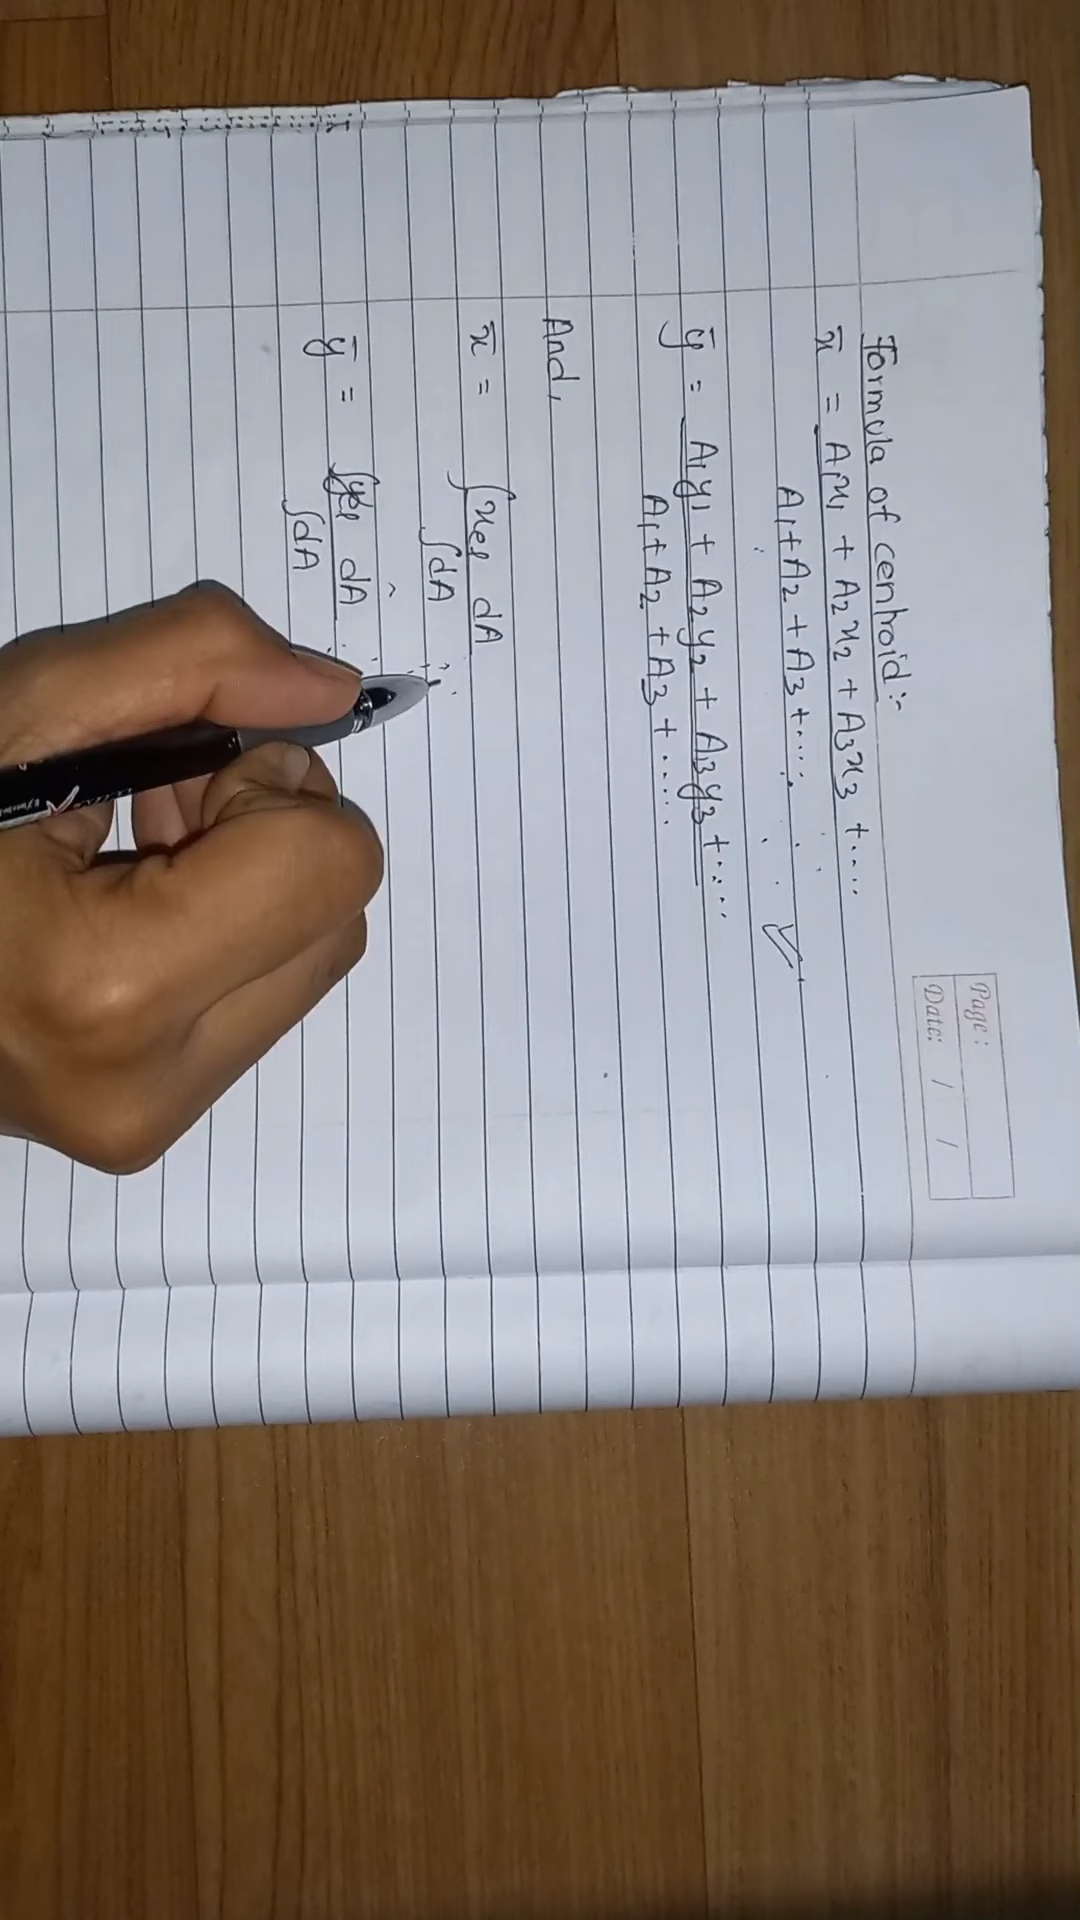 Page:
Date: / /
Formula of centroid:-
x̄ = A₁x₁ + A₂x₂ + A₃x₃ + .....
A₁ + A₂ + A₃ + .....
ȳ = A₁y₁ + A₂y₂ + A₃y₃ + .....
A₁ + A₂ + A₃ + .....
And,
x̄ = ∫xel dA
∫dA
ȳ = ∫yel dA
∫dA